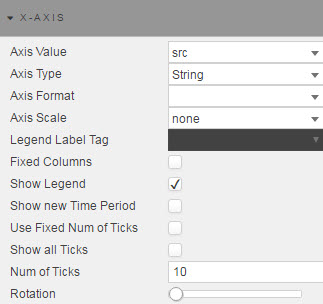 X-AXIS
Axis Value src
Axis Type String
Axis Format
Axis Scale none
Legend Label Tag
Fixed Columns
Show Legend
Show new Time Period
Use Fixed Num of Ticks
Show all Ticks
Num of Ticks 10
Rotation